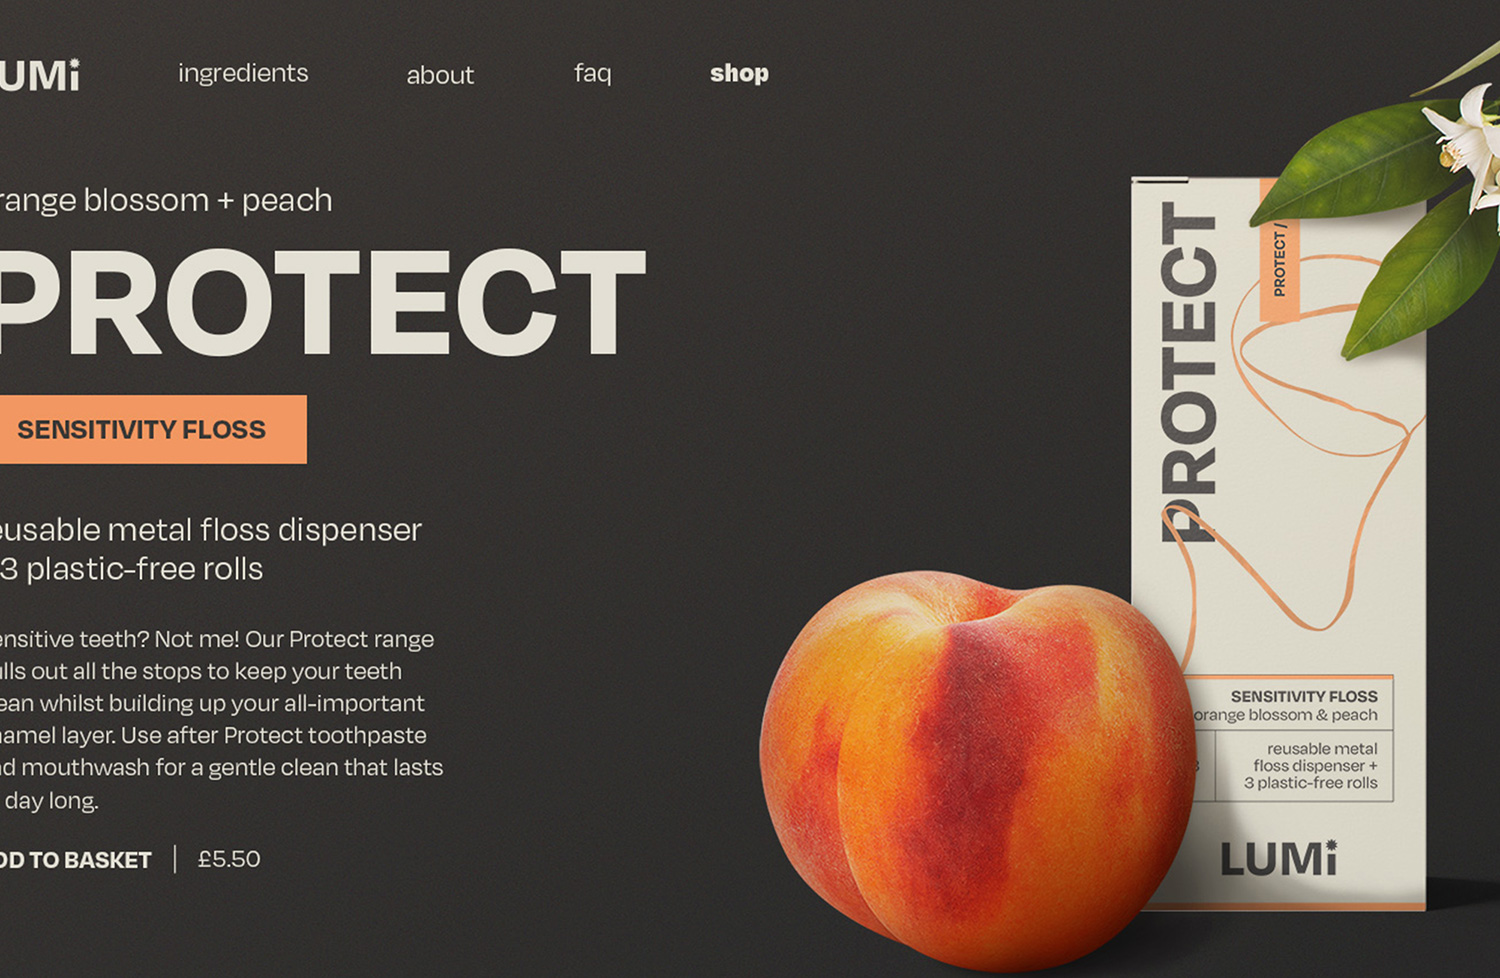 UMi
ingredients
about
faq
shop
range blossom + peach
PROTECT
SENSITIVITY FLOSS
eusable metal floss dispenser
3 plastic-free rolls
ensitive teeth? Not me! Our Protect range
ulls out all the stops to keep your teeth
ean whilst building up your all-important
namel layer. Use after Protect toothpaste
nd mouthwash for a gentle clean that lasts
day long.
DD TO BASKET | £5.50
PROTECT
PROTECT /
SENSITIVITY FLOSS
orange blossom & peach
reusable metal
floss dispenser +
3 plastic-free rolls
LUMi